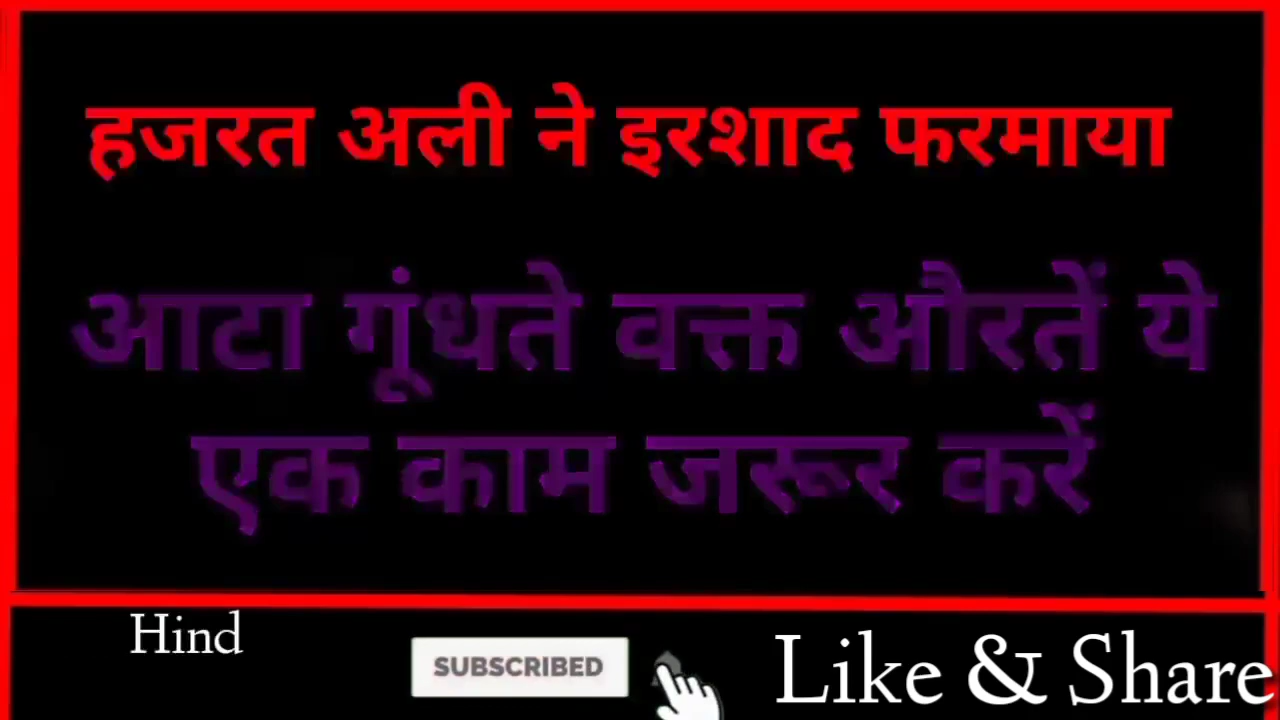 हजरत अली ने इरशाद फरमाया
आटा गूंधते वक्त औरतें ये
एक काम जरूर करें
Hind
SUBSCRIBED
Like & Share